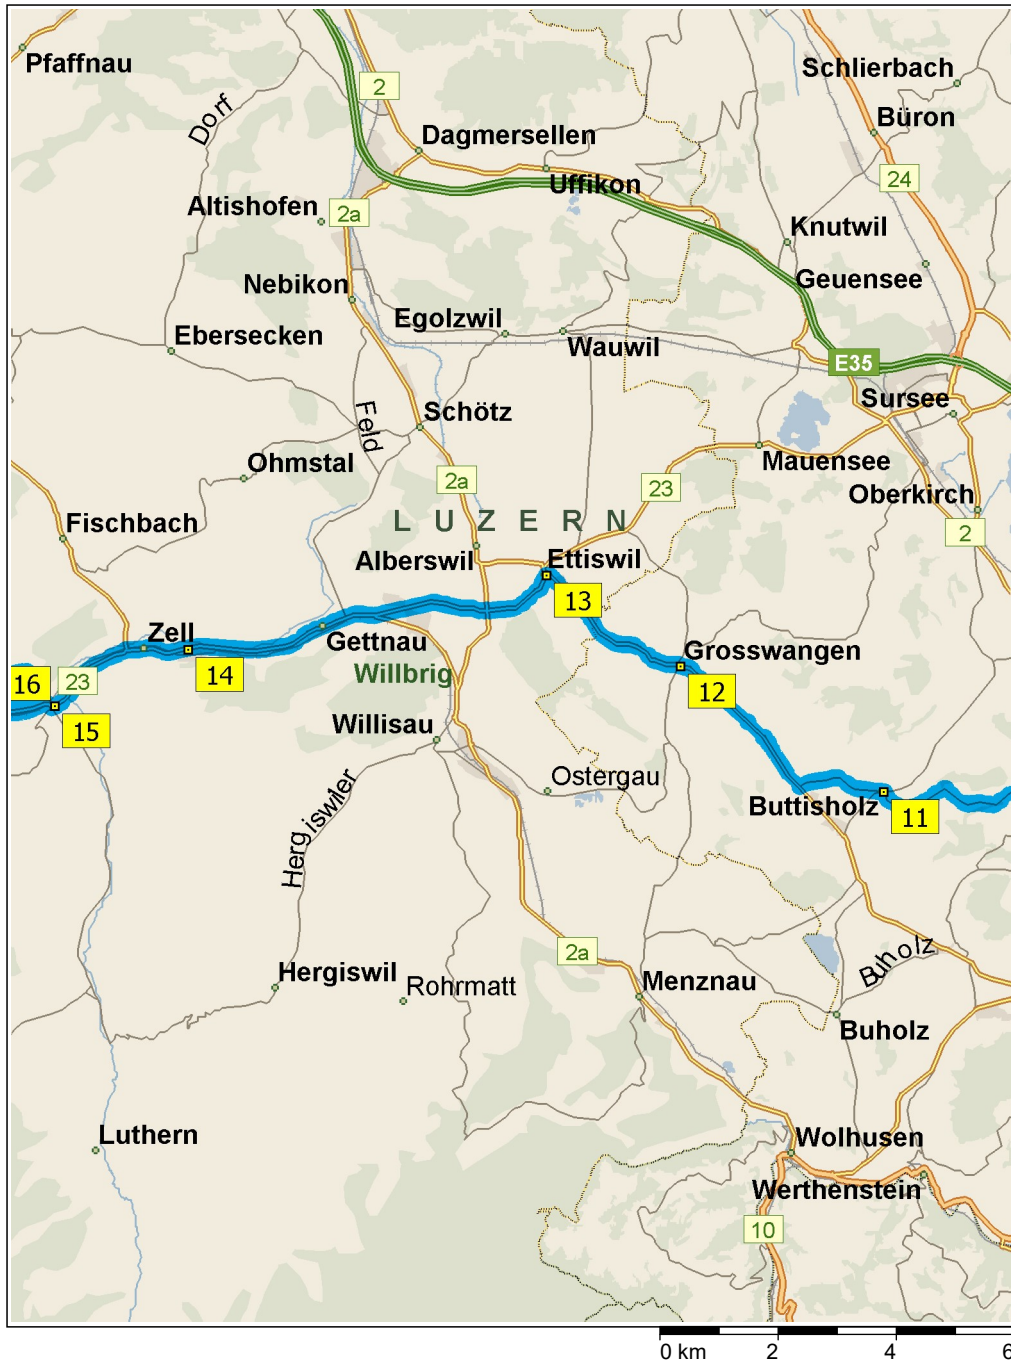 Pfaffnau
Schlierbach
2
Büron
Dorf
Dagmersellen
24
Uffikon
Altishofen
2a
Knutwil
Nebikon
Geuensee
Egolzwil
Ebersecken
Wauwil
E35
Sursee
Feld
Schötz
Ohmstal
Mauensee
2a
23
Oberkirch
Fischbach
LUZERN
2
Alberswil
Ettiswil
13
Zell
Gettnau
Grosswangen
14
Willbrig
16
23
12
15
Willisau
Ostergau
Hergiswiler
Buttisholz
11
2a
Buholz
Hergiswil
Rohrmatt
Menznau
Buholz
Luthern
Wolhusen
Werthenstein
10
0 km 2 4 6